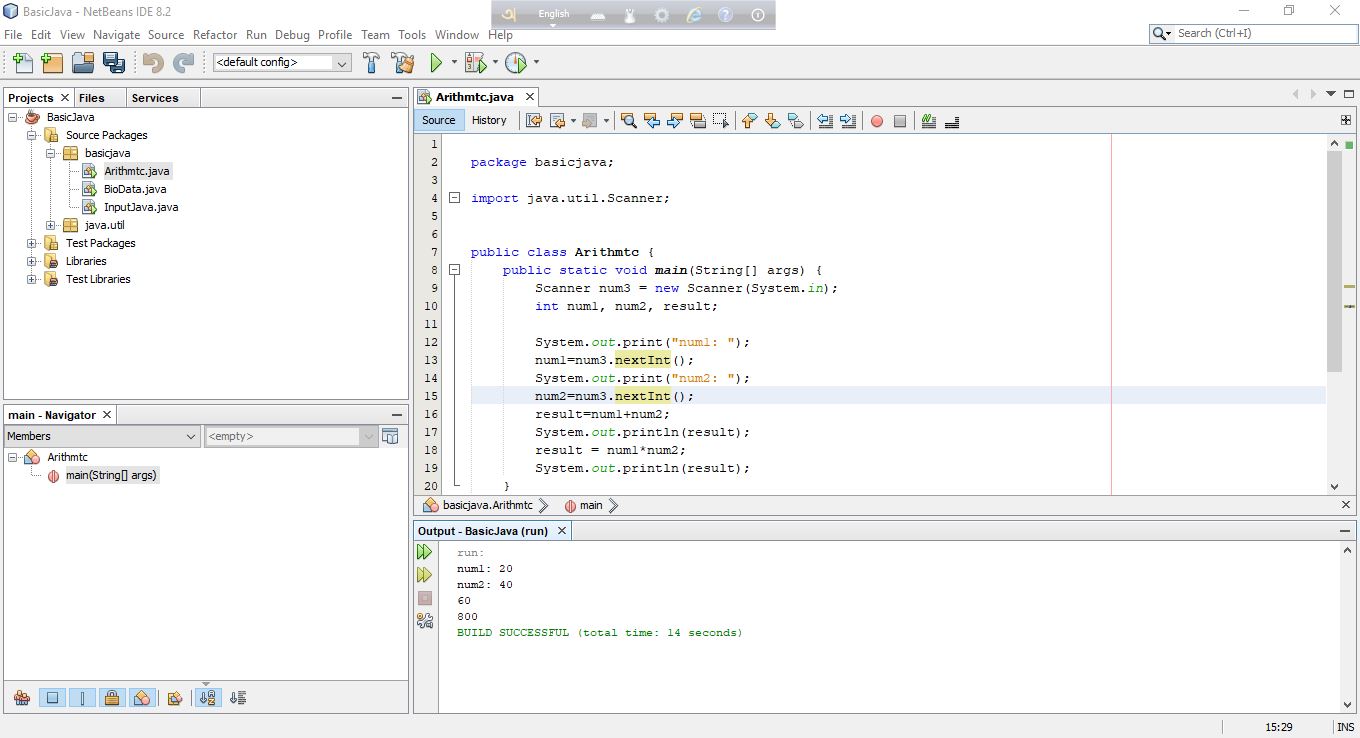 BasicJava - NetBeans IDE 8.2
English
File Edit View Navigate Source Refactor Run Debug Profile Team Tools Window Help
Search (Ctrl+I)
<default config>
Projects Files Services
BasicJava
Source Packages
basicjava
Arithmtc.java
BioData.java
InputJava.java
java.util
Test Packages
Libraries
Test Libraries
main - Navigator
Members <empty>
Arithmtc
main(String[] args)
Arithmtc.java
Source History
1
2 package basicjava;
3
4 import java.util.Scanner;
5
6
7 public class Arithmtc {
8 public static void main(String[] args) {
9 Scanner num3 = new Scanner(System.in);
10 int num1, num2, result;
11
12 System.out.print("num1: ");
13 num1=num3.nextInt();
14 System.out.print("num2: ");
15 num2=num3.nextInt();
16 result=num1+num2;
17 System.out.println(result);
18 result = num1*num2;
19 System.out.println(result);
20 }
basicjava.Arithmtc main
Output - BasicJava (run)
run:
num1: 20
num2: 40
60
800
BUILD SUCCESSFUL (total time: 14 seconds)
15:29 INS